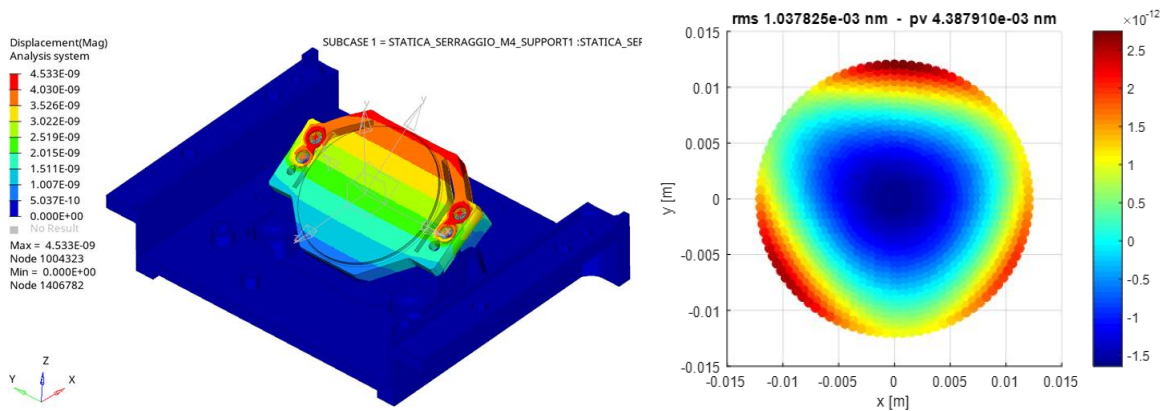 Displacement(Mag)
Analysis system
SUBCASE 1 = STATICA_SERRAGGIO_M4_SUPPORT1 :STATICA_SEF
4.533E-09
4.030E-09
3.526E-09
3.022E-09
2.519E-09
2.015E-09
1.511E-09
1.007E-09
5.037E-10
0.000E+00
No Result
Max = 4.533E-09
Node 1004323
Min = 0.000E+00
Node 1406782
Z
Y
X
rms 1.037825e-03 nm - pv 4.387910e-03 nm
×10⁻¹²
0.015
0.01
0.005
0
-0.005
-0.01
-0.015
y [m]
-0.015
-0.01
-0.005
0
0.005
0.01
0.015
x [m]
2.5
2
1.5
1
0.5
0
-0.5
-1
-1.5